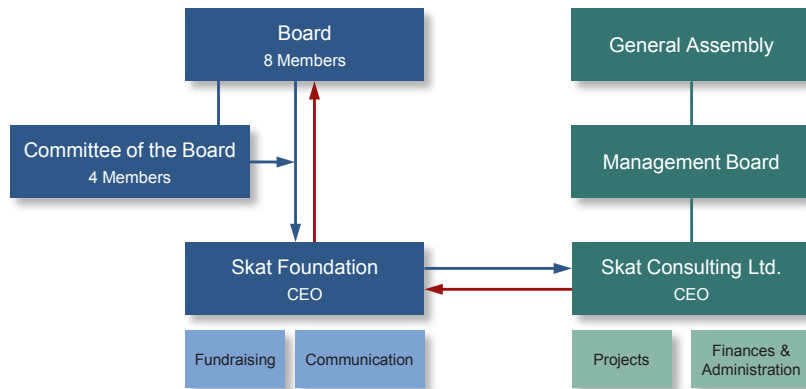 Board
8 Members
General Assembly
Committee of the Board
4 Members
Management Board
Skat Foundation
CEO
Skat Consulting Ltd.
CEO
Fundraising
Communication
Projects
Finances &
Administration